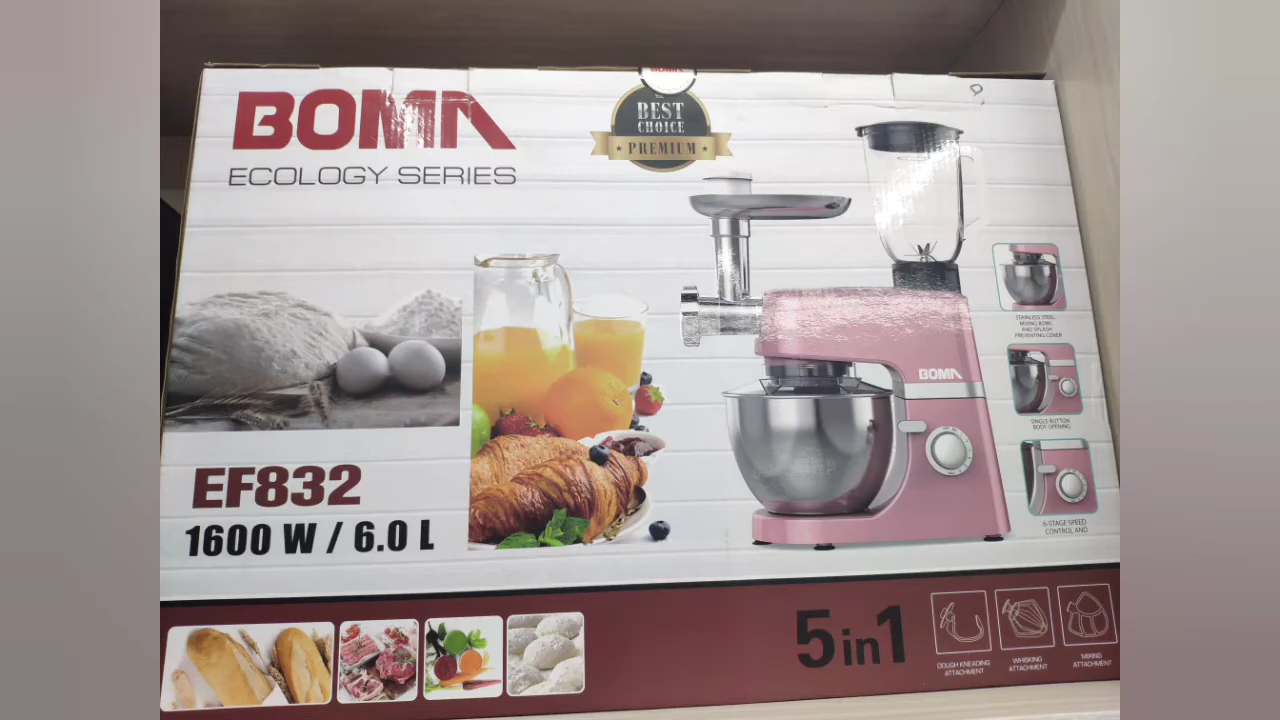 BOMA
ECOLOGY SERIES
BEST
CHOICE
PREMIUM
BOMA
STAINLESS STEEL
MIXING BOWL
AND SPLASH
PREVENTING COVER
SINGLE BUTTON
BODY OPENING
6-STAGE SPEED
CONTROL AND
EF832
1600 W / 6.0 L
5in1
DOUGH KNEADING
ATTACHMENT
WHISKING
ATTACHMENT
MIXING
ATTACHMENT